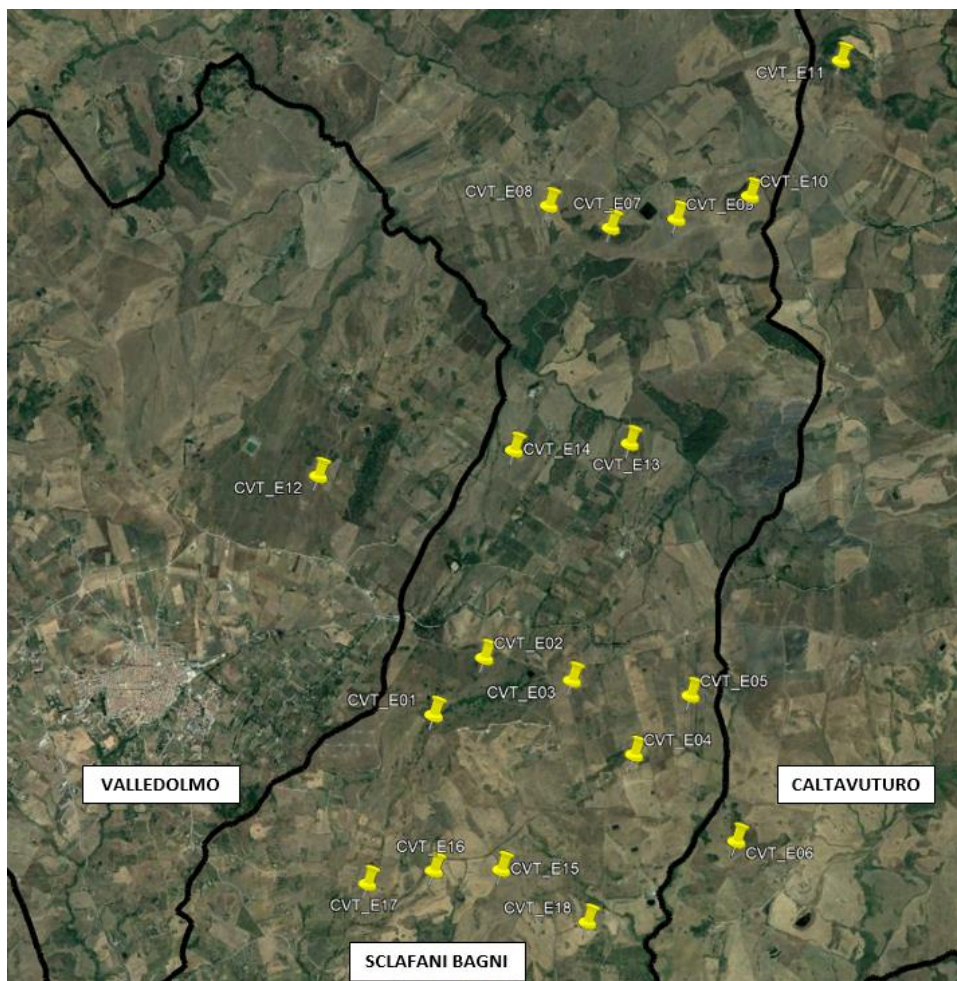 CVT_E11
CVT_E10
CVT_E08
CVT_E07
CVT_E09
CVT_E14
CVT_E13
CVT_E12
CVT_E02
CVT_E03
CVT_E05
CVT_E01
CVT_E04
VALLEDOLMO
CALTAVUTURO
CVT_E16
CVT_E06
CVT_E15
CVT_E17
CVT_E18
SCLAFANI BAGNI